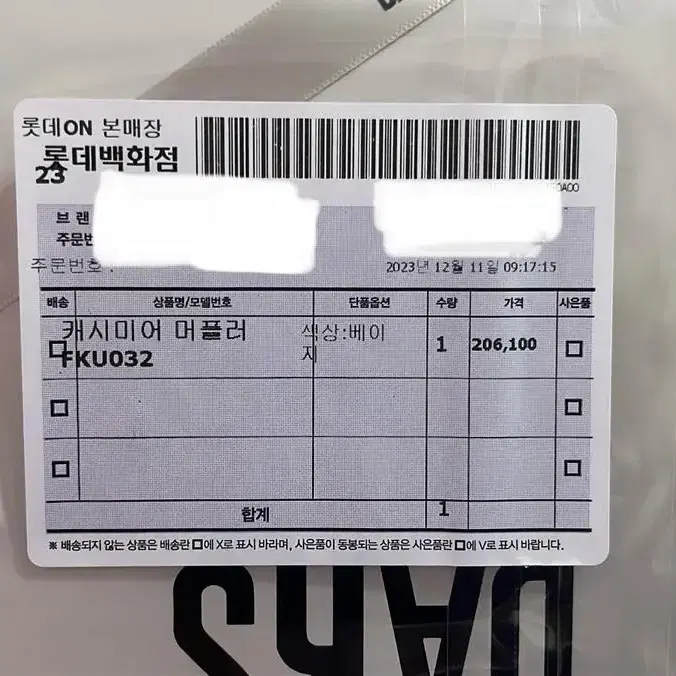 롯데ON 본매장
롯데백화점
23
브 랜
주문번
주문번호 :
2023년 12월 11일 09:17:15
배송 상품명/모델번호 단품옵션 수량 가격 사은품
캐시미어 머플러 색상:베이
지
FKU032 1 206,100
합계 1
※ 배송되지 않는 상품은 배송란 □에 X로 표시 바라며, 사은품이 동봉되는 상품은 사은품란 □에 V로 표시 바랍니다.